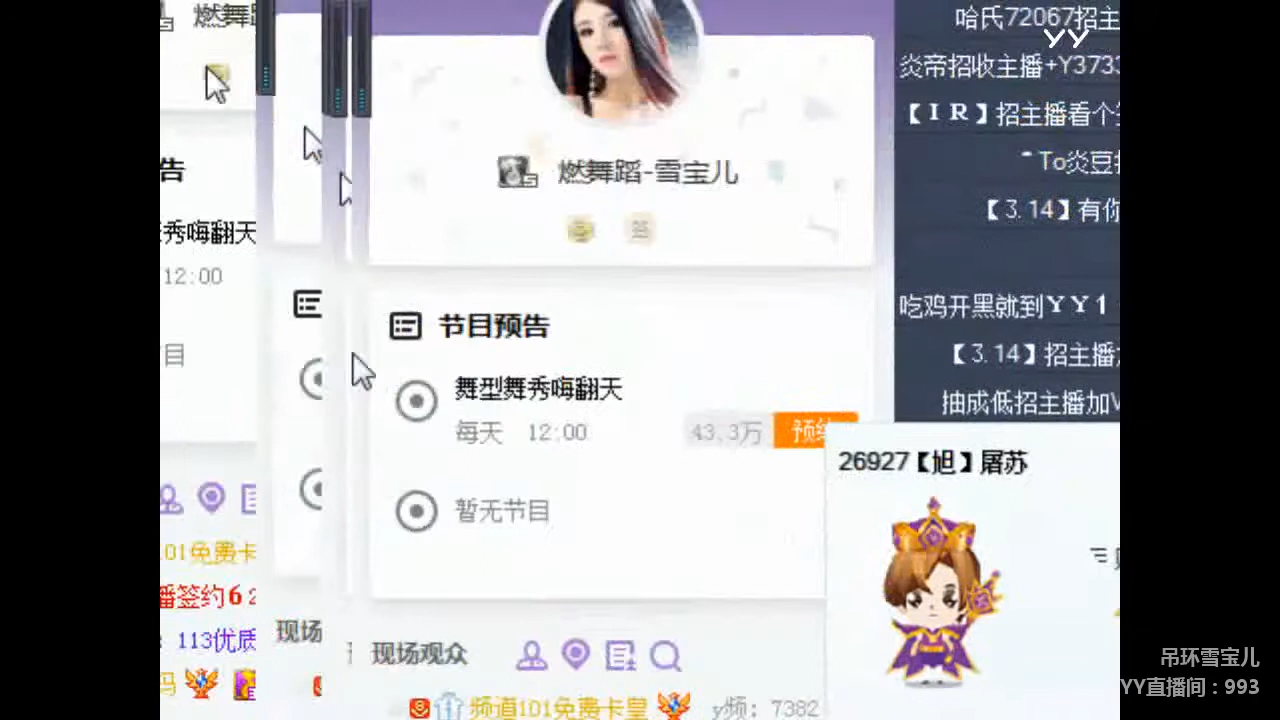 燃舞
哈氏72067招主
YY
炎帝招收主播+Y373
【IR】招主播看个
燃舞蹈-雪宝儿
告
To炎豆
【3.14】有你
秀嗨翻天
12:00
吃鸡开黑就到YY1
节目预告
目
【3.14】招主播
舞型舞秀嗨翻天
每天 12:00
43.3万
抽成低招主播加
26927【旭】屠苏
暂无节目
01免费卡
播签约6 2
113优质
现场
现场观众
频道101免费卡皇
y频: 7382
吊环雪宝儿
YY直播间：993